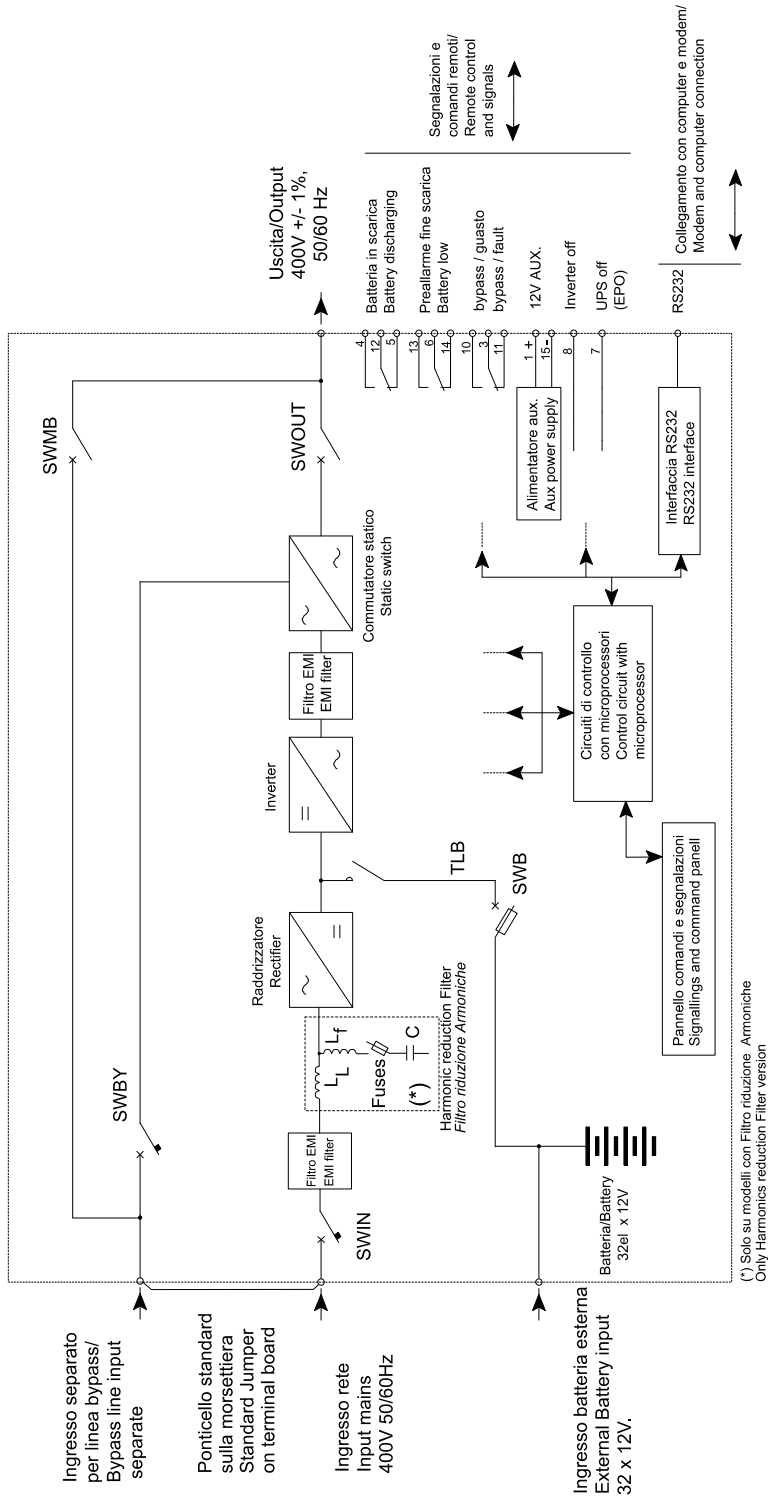 Ingresso separato
per linea bypass/
Bypass line input
separate
Ponticello standard
sulla morsettiera
Standard Jumper
on terminal board
Ingresso rete
Input mains
400V 50/60Hz
Ingresso batteria esterna
External Battery input
32 x 12V.
SWMB
SWBY
SWIN
Filtro EMI
EMI filter
LL
Lf
Fuses
C
(*)
Harmonic reduction Filter
Filtro riduzione Armoniche
Raddrizzatore
Rectifier
Inverter
Filtro EMI
EMI filter
Commutatore statico
Static switch
SWOUT
TLB
SWB
Batteria/Battery
32el x 12V
Uscita/Output
400V +/- 1%,
50/60 Hz
4
12
5
Batteria in scarica
Battery discharging
13
6
14
Preallarme fine scarica
Battery low
10
3
11
bypass / guasto
bypass / fault
1 +
15 -
12V AUX.
8
Inverter off
7
UPS off
(EPO)
RS232
Segnalazioni e
comandi remoti/
Remote control
and signals
Collegamento con computer e modem/
Modem and computer connection
Alimentatore aux.
Aux power supply
Interfaccia RS232
RS232 interface
Circuiti di controllo
con microprocessori
Control circuit with
microprocessor
Pannello comandi e segnalazioni
Signallings and command panell
(*) Solo su modelli con Filtro riduzione Armoniche
Only Harmonics reduction Filter version